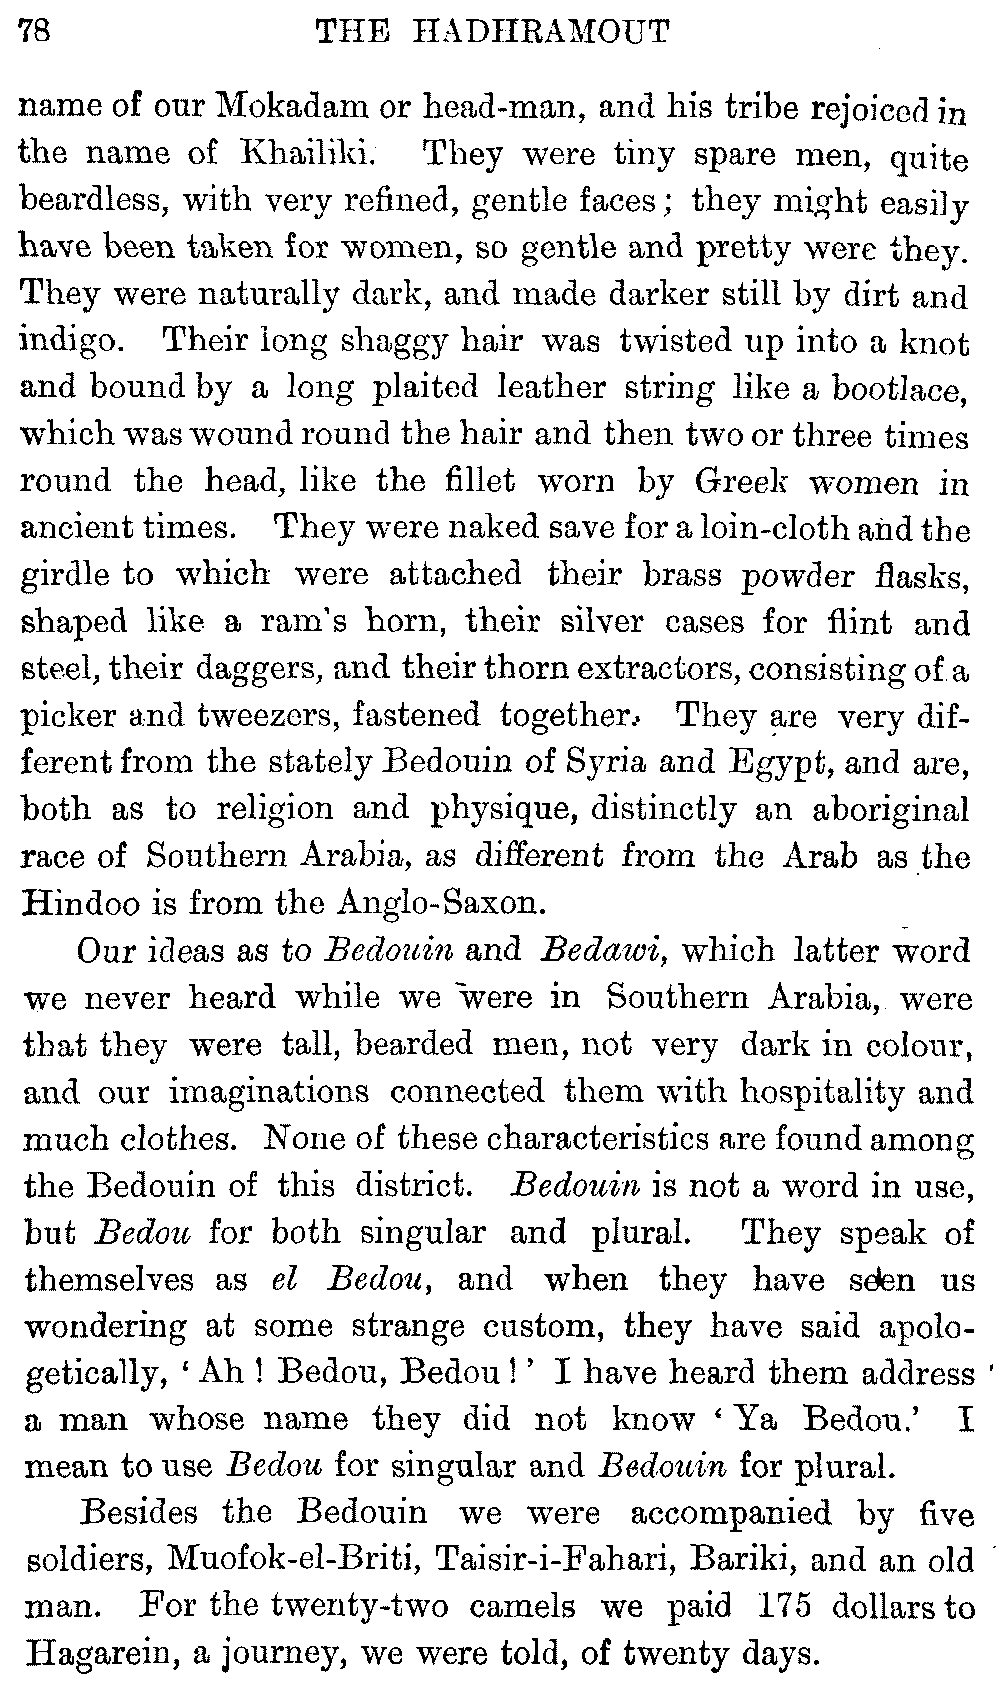 78 THE HADHRAMOUT
name of our Mokadam or head-man, and his tribe rejoiced in
the name of Khailiki. They were tiny spare men, quite
beardless, with very refined, gentle faces; they might easily
have been taken for women, so gentle and pretty were they.
They were naturally dark, and made darker still by dirt and
indigo. Their long shaggy hair was twisted up into a knot
and bound by a long plaited leather string like a bootlace,
which was wound round the hair and then two or three times
round the head, like the fillet worn by Greek women in
ancient times. They were naked save for a loin-cloth and the
girdle to which were attached their brass powder flasks,
shaped like a ram's horn, their silver cases for flint and
steel, their daggers, and their thorn extractors, consisting of a
picker and tweezers, fastened together. They are very dif-
ferent from the stately Bedouin of Syria and Egypt, and are,
both as to religion and physique, distinctly an aboriginal
race of Southern Arabia, as different from the Arab as the
Hindoo is from the Anglo-Saxon.
Our ideas as to Bedouin and Bedawi, which latter word
we never heard while we were in Southern Arabia, were
that they were tall, bearded men, not very dark in colour,
and our imaginations connected them with hospitality and
much clothes. None of these characteristics are found among
the Bedouin of this district. Bedouin is not a word in use,
but Bedou for both singular and plural. They speak of
themselves as el Bedou, and when they have seen us
wondering at some strange custom, they have said apolo-
getically, 'Ah! Bedou, Bedou!' I have heard them address
a man whose name they did not know 'Ya Bedou.' I
mean to use Bedou for singular and Bedouin for plural.
Besides the Bedouin we were accompanied by five
soldiers, Muofok-el-Briti, Taisir-i-Fahari, Bariki, and an old
man. For the twenty-two camels we paid 175 dollars to
Hagarein, a journey, we were told, of twenty days.